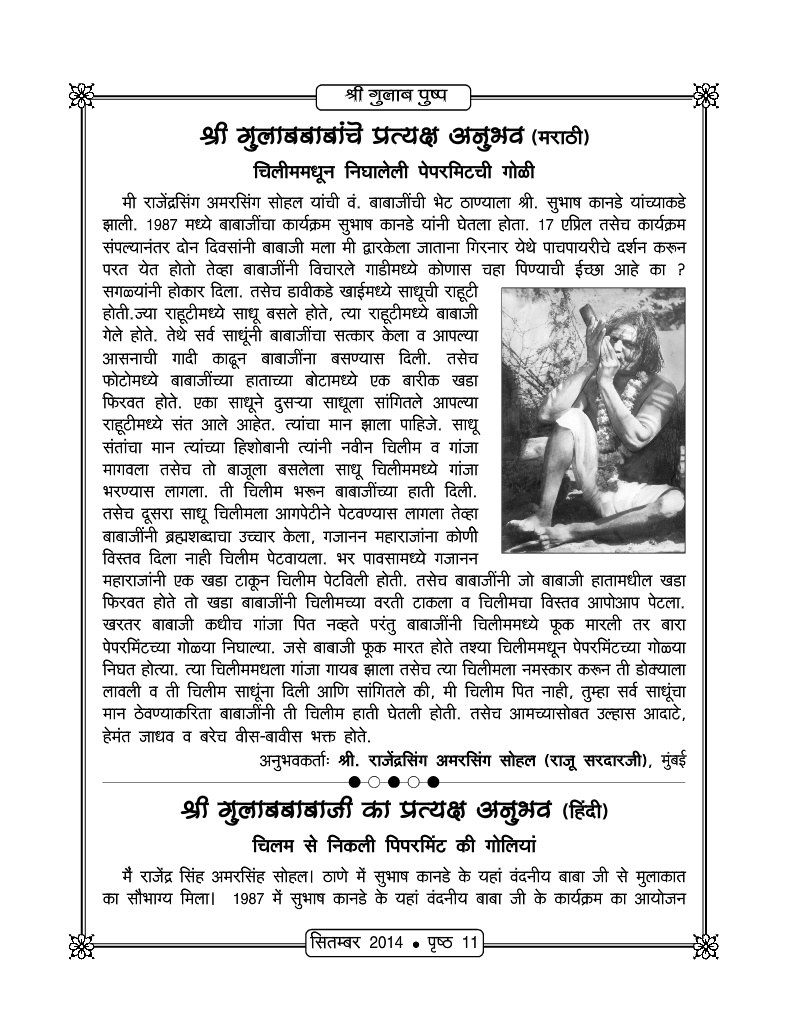 श्री गुलाब पुष्प
श्री गुलाबबाबांचे प्रत्यक्ष अनुभव (मराठी)
चिलीममधून निघालेली पेपरमिटची गोळी
मी राजेंद्रसिंग अमरसिंग सोहल यांची वं. बाबाजींची भेट ठाण्याला श्री. सुभाष कानडे यांच्याकडे
झाली. 1987 मध्ये बाबाजींचा कार्यक्रम सुभाष कानडे यांनी घेतला होता. 17 एप्रिल तसेच कार्यक्रम
संपल्यानंतर दोन दिवसांनी बाबाजी मला मी द्वारकेला जाताना गिरनार येथे पाचपायरीचे दर्शन करून
परत येत होतो तेव्हा बाबाजींनी विचारले गाडीमध्ये कोणास चहा पिण्याची ईच्छा आहे का ?
सगळ्यांनी होकार दिला. तसेच डावीकडे खाईमध्ये साधूची राहूटी
होती.ज्या राहूटीमध्ये साधू बसले होते, त्या राहूटीमध्ये बाबाजी
गेले होते. तेथे सर्व साधूंनी बाबाजींचा सत्कार केला व आपल्या
आसनाची गादी काढून बाबाजींना बसण्यास दिली. तसेच
फोटोमध्ये बाबाजींच्या हाताच्या बोटामध्ये एक बारीक खडा
फिरवत होते. एका साधूने दुसऱ्या साधूला सांगितले आपल्या
राहूटीमध्ये संत आले आहेत. त्यांचा मान झाला पाहिजे. साधू
संतांचा मान त्यांच्या हिशोबानी त्यांनी नवीन चिलीम व गांजा
मागवला तसेच तो बाजूला बसलेला साधू चिलीममध्ये गांजा
भरण्यास लागला. ती चिलीम भरून बाबाजींच्या हाती दिली.
तसेच दूसरा साधू चिलीमला आगपेटीने पेटवण्यास लागला तेव्हा
बाबाजींनी ब्रह्मशब्दाचा उच्चार केला, गजानन महाराजांना कोणी
विस्तव दिला नाही चिलीम पेटवायला. भर पावसामध्ये गजानन
महाराजांनी एक खडा टाकून चिलीम पेटविली होती. तसेच बाबाजींनी जो बाबाजी हातामधील खडा
फिरवत होते तो खडा बाबाजींनी चिलीमच्या वरती टाकला व चिलीमचा विस्तव आपोआप पेटला.
खरतर बाबाजी कधीच गांजा पित नव्हते परंतु बाबाजींनी चिलीममध्ये फूक मारली तर बारा
पेपरमिंटच्या गोळ्या निघाल्या. जसे बाबाजी फूक मारत होते तश्या चिलीममधून पेपरमिंटच्या गोळ्या
निघत होत्या. त्या चिलीममधला गांजा गायब झाला तसेच त्या चिलीमला नमस्कार करून ती डोक्याला
लावली व ती चिलीम साधूंना दिली आणि सांगितले की, मी चिलीम पित नाही, तुम्हा सर्व साधूंचा
मान ठेवण्याकरिता बाबाजींनी ती चिलीम हाती घेतली होती. तसेच आमच्यासोबत उल्हास आदाटे,
हेमंत जाधव व बरेच वीस-बावीस भक्त होते.
अनुभवकर्ताः श्री. राजेंद्रसिंग अमरसिंग सोहल (राजू सरदारजी), मुंबई
श्री गुलाबबाबाजी का प्रत्यक्ष अनुभव (हिंदी)
चिलम से निकली पिपरमिंट की गोलियां
मै राजेंद्र सिंह अमरसिंह सोहल। ठाणे में सुभाष कानडे के यहां वंदनीय बाबा जी से मुलाकात
का सौभाग्य मिला। 1987 में सुभाष कानडे के यहां वंदनीय बाबा जी के कार्यक्रम का आयोजन
सितम्बर 2014 ● पृष्ठ 11